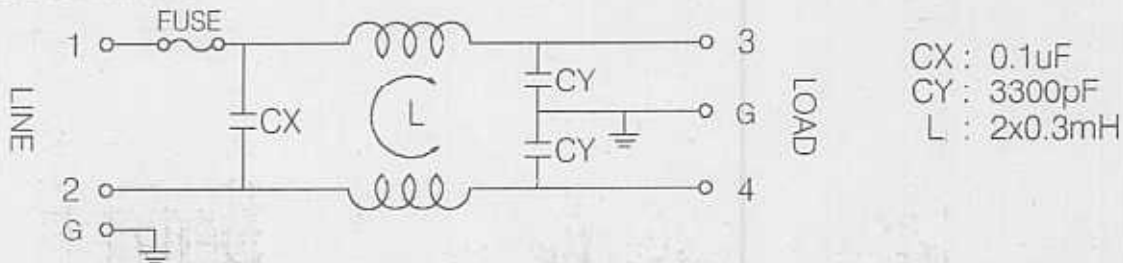 FUSE
1
3
CX : 0.1uF
CY
CY : 3300pF
LINE
CX
L
G
LOAD
L : 2x0.3mH
CY
2
4
G